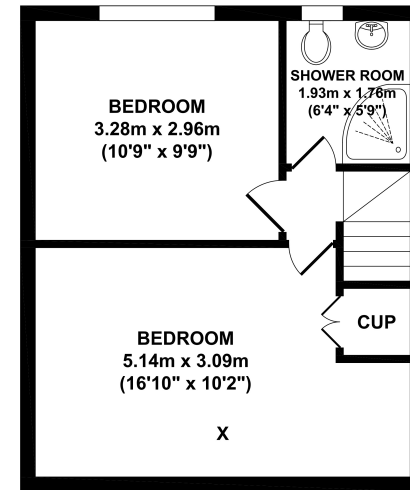 BEDROOM
3.28m x 2.96m
(10'9" x 9'9")
SHOWER ROOM
1.93m x 1.76m
(6'4" x 5'9")
BEDROOM
5.14m x 3.09m
(16'10" x 10'2")
CUP
X